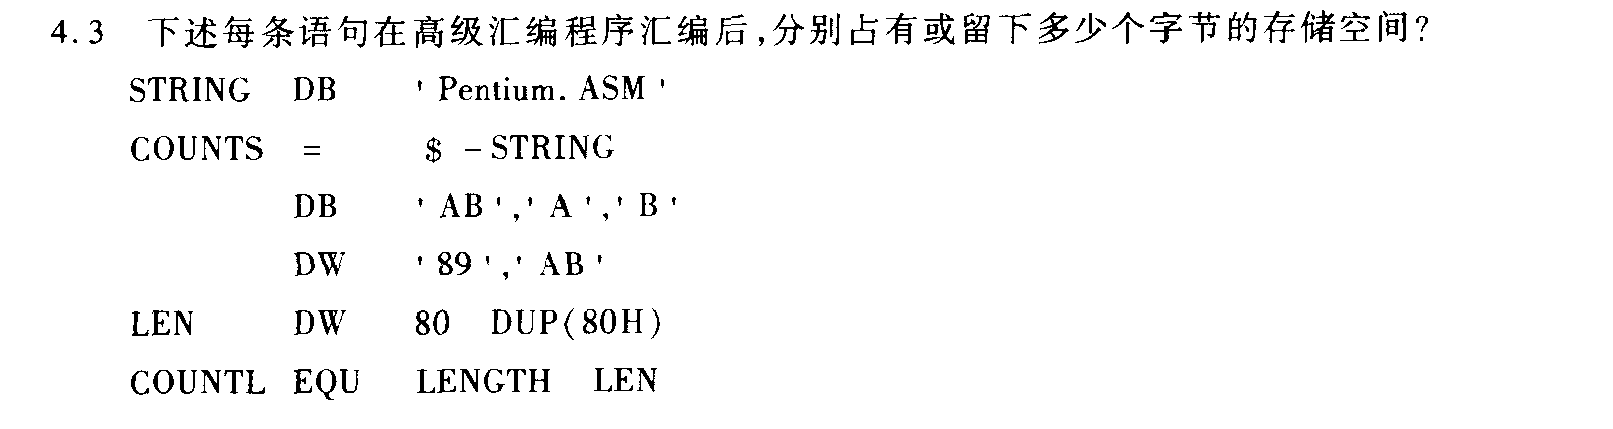 4.3 下述每条语句在高级汇编程序汇编后,分别占有或留下多少个字节的存储空间?
STRING DB 'Pentium. ASM'
COUNTS = $ -STRING
DB 'AB','A','B'
DW '89','AB'
LEN DW 80 DUP(80H)
COUNTL EQU LENGTH LEN